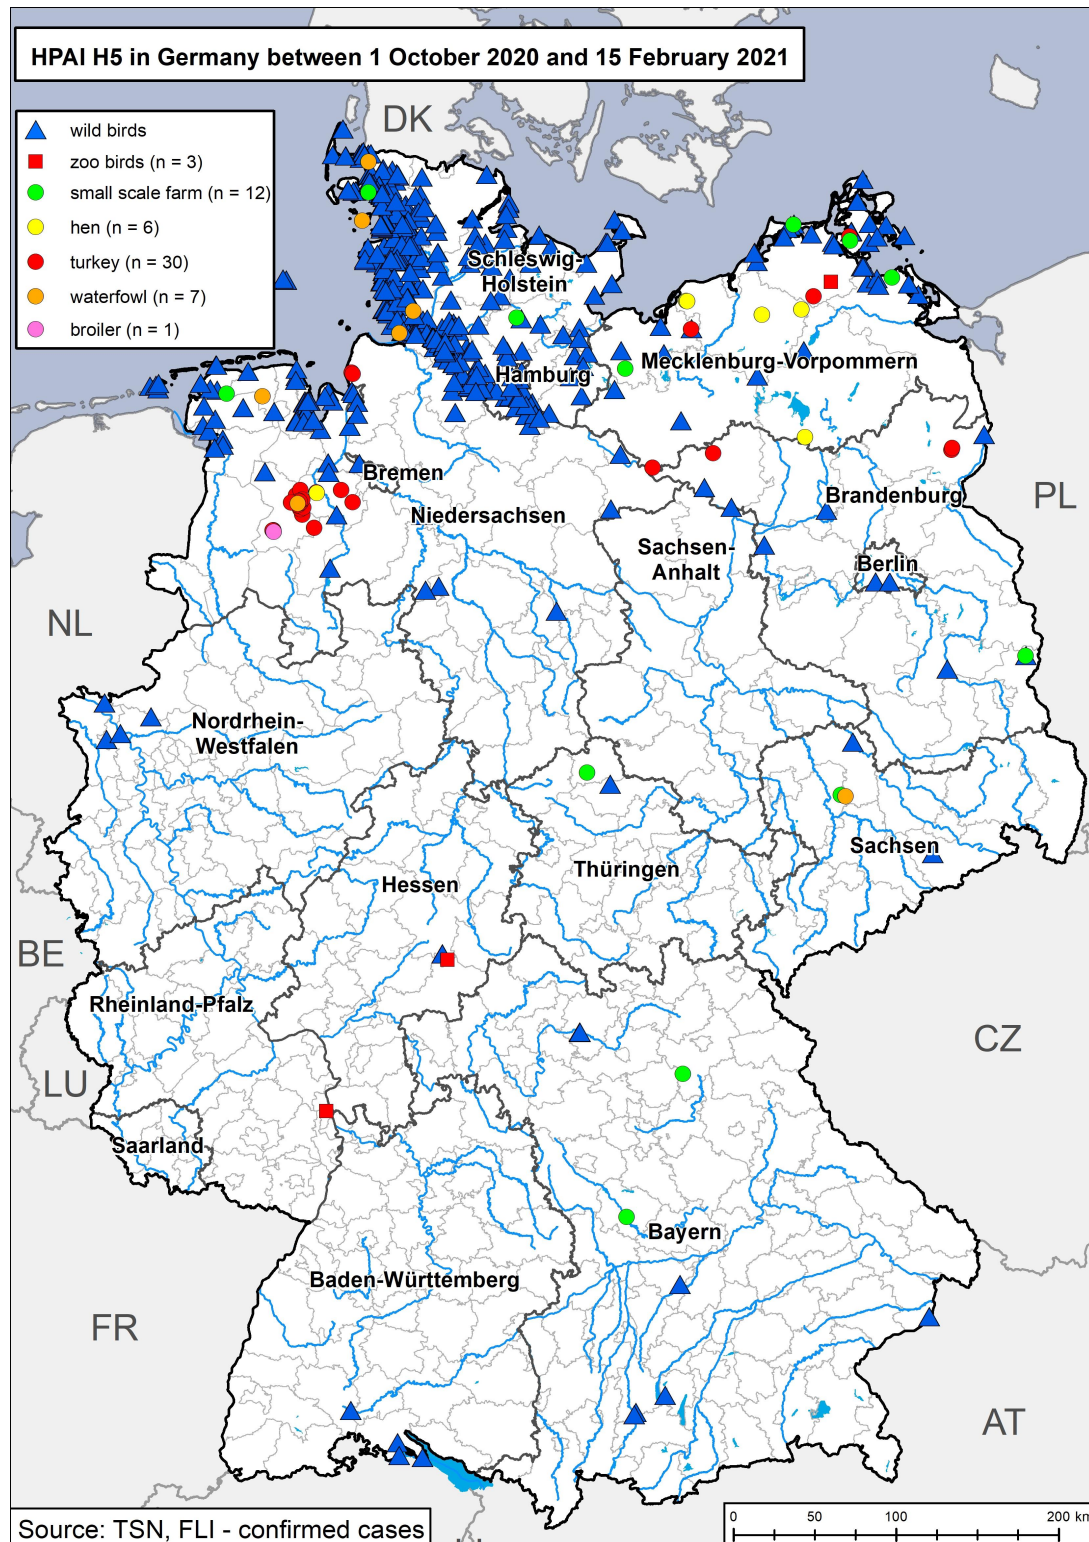 HPAI H5 in Germany between 1 October 2020 and 15 February 2021
DK
wild birds
zoo birds (n = 3)
small scale farm (n = 12)
hen (n = 6)
turkey (n = 30)
waterfowl (n = 7)
broiler (n = 1)
Schleswig-
Holstein
Hamburg
Mecklenburg-Vorpommern
Bremen
Niedersachsen
Brandenburg
PL
Sachsen-
Anhalt
Berlin
NL
Nordrhein-
Westfalen
Sachsen
Thüringen
Hessen
BE
Rheinland-Pfalz
CZ
LU
Saarland
Bayern
Baden-Württemberg
FR
AT
Source: TSN, FLI - confirmed cases
0 50 100 200 km